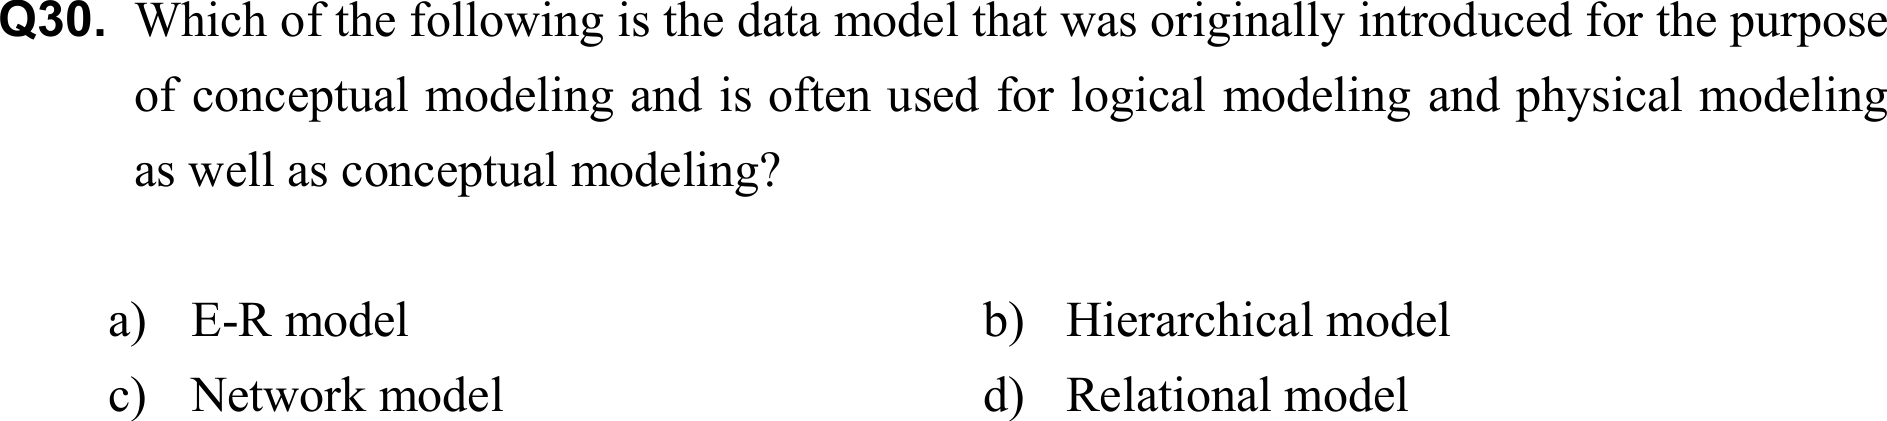 Q30. Which of the following is the data model that was originally introduced for the purpose
of conceptual modeling and is often used for logical modeling and physical modeling
as well as conceptual modeling?
a) E-R model b) Hierarchical model
c) Network model d) Relational model